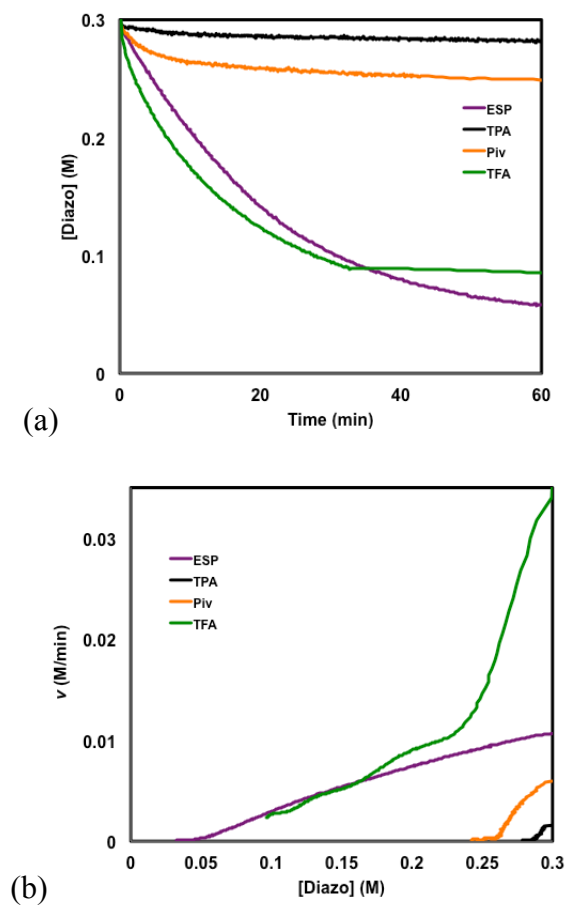 0.3
0.2
0.1
0
[Diazo] (M)
ESP
TPA
Piv
TFA
0 20 40 60
Time (min)
(a)
0.03
0.02
0.01
0
v (M/min)
ESP
TPA
Piv
TFA
0 0.05 0.1 0.15 0.2 0.25 0.3
[Diazo] (M)
(b)